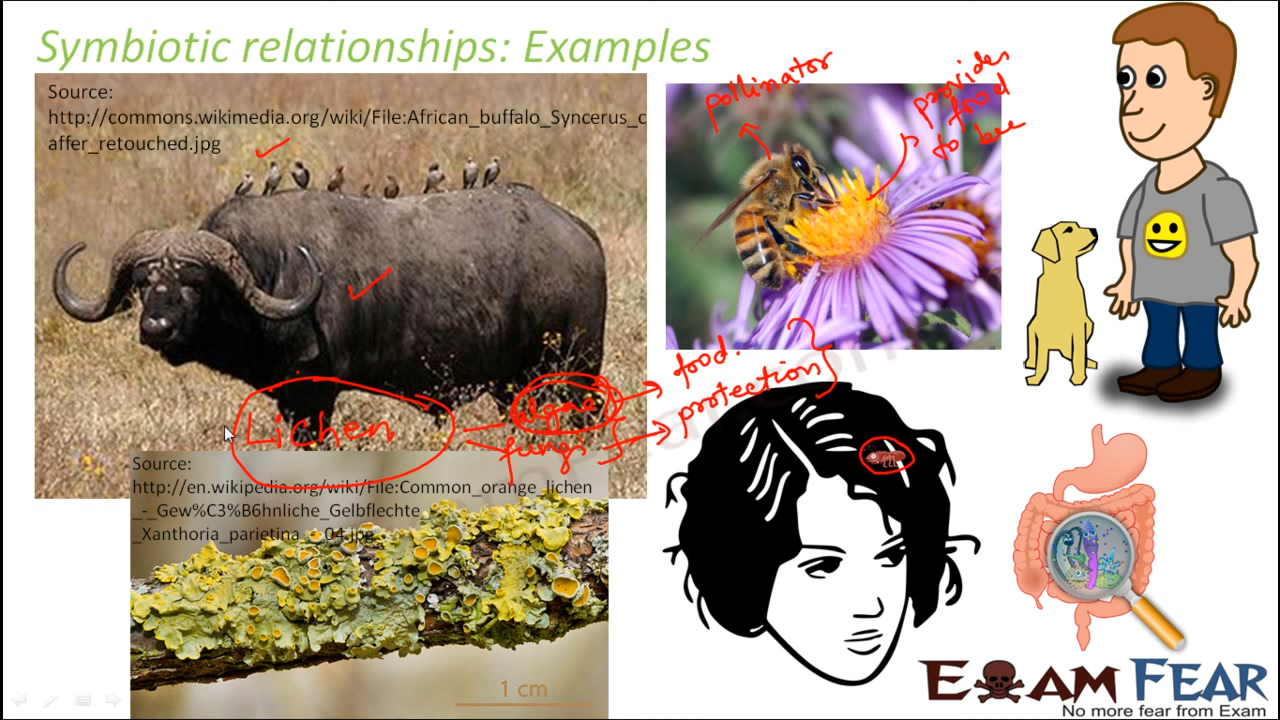 Symbiotic relationships: Examples
Source:
http://commons.wikimedia.org/wiki/File:African_buffalo_Syncerus_c
affer_retouched.jpg
pollinator
provides
food
to bee
food.
protection
Lichen
algae
fungi
Source:
http://en.wikipedia.org/wiki/File:Common_orange_lichen
_-_Gew%C3%B6hnliche_Gelbflechte
_Xanthoria_parietina_-_04.jpg
1 cm
EXAM FEAR
No more fear from Exam